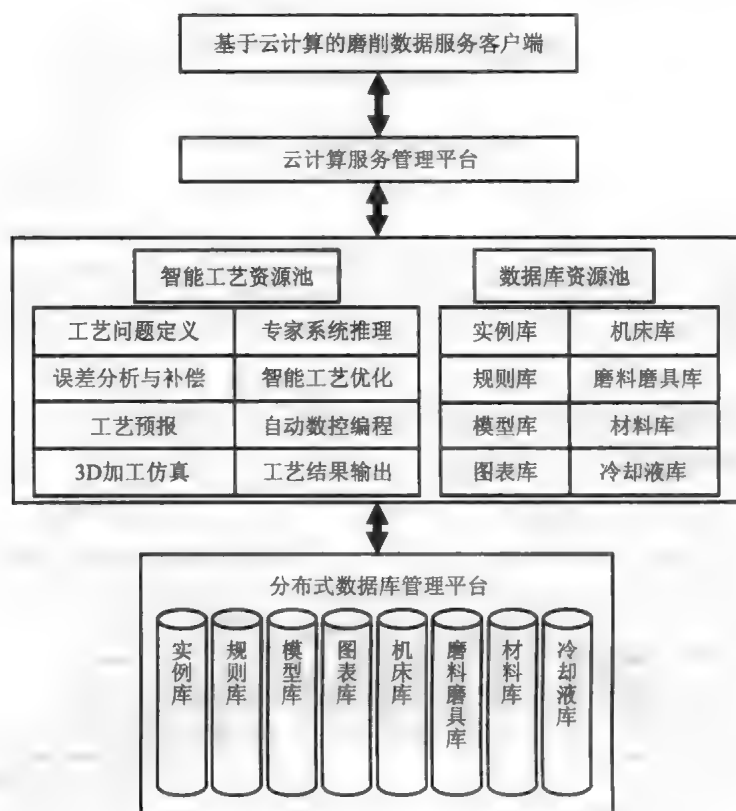 基于云计算的磨削数据服务客户端
云计算服务管理平台
智能工艺资源池
工艺问题定义 专家系统推理
误差分析与补偿 智能工艺优化
工艺预报 自动数控编程
3D加工仿真 工艺结果输出
数据库资源池
实例库 机床库
规则库 磨料磨具库
模型库 材料库
图表库 冷却液库
分布式数据库管理平台
实例库
规则库
模型库
图表库
机床库
磨料磨具库
材料库
冷却液库